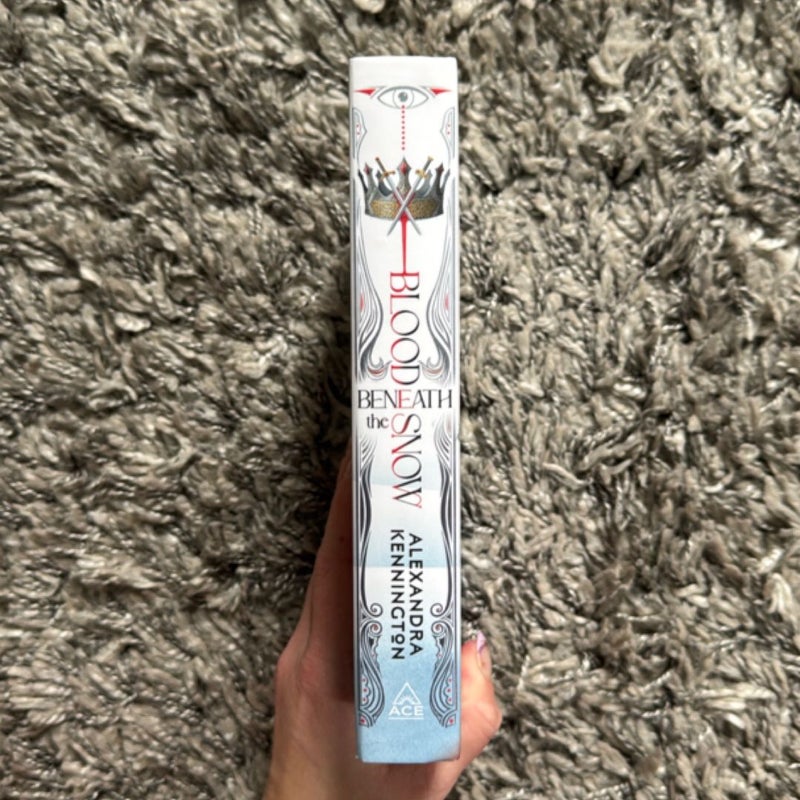 BLOOD
BENEATH
the
SNOW
ALEXANDRA
KENNINGTON
ACE